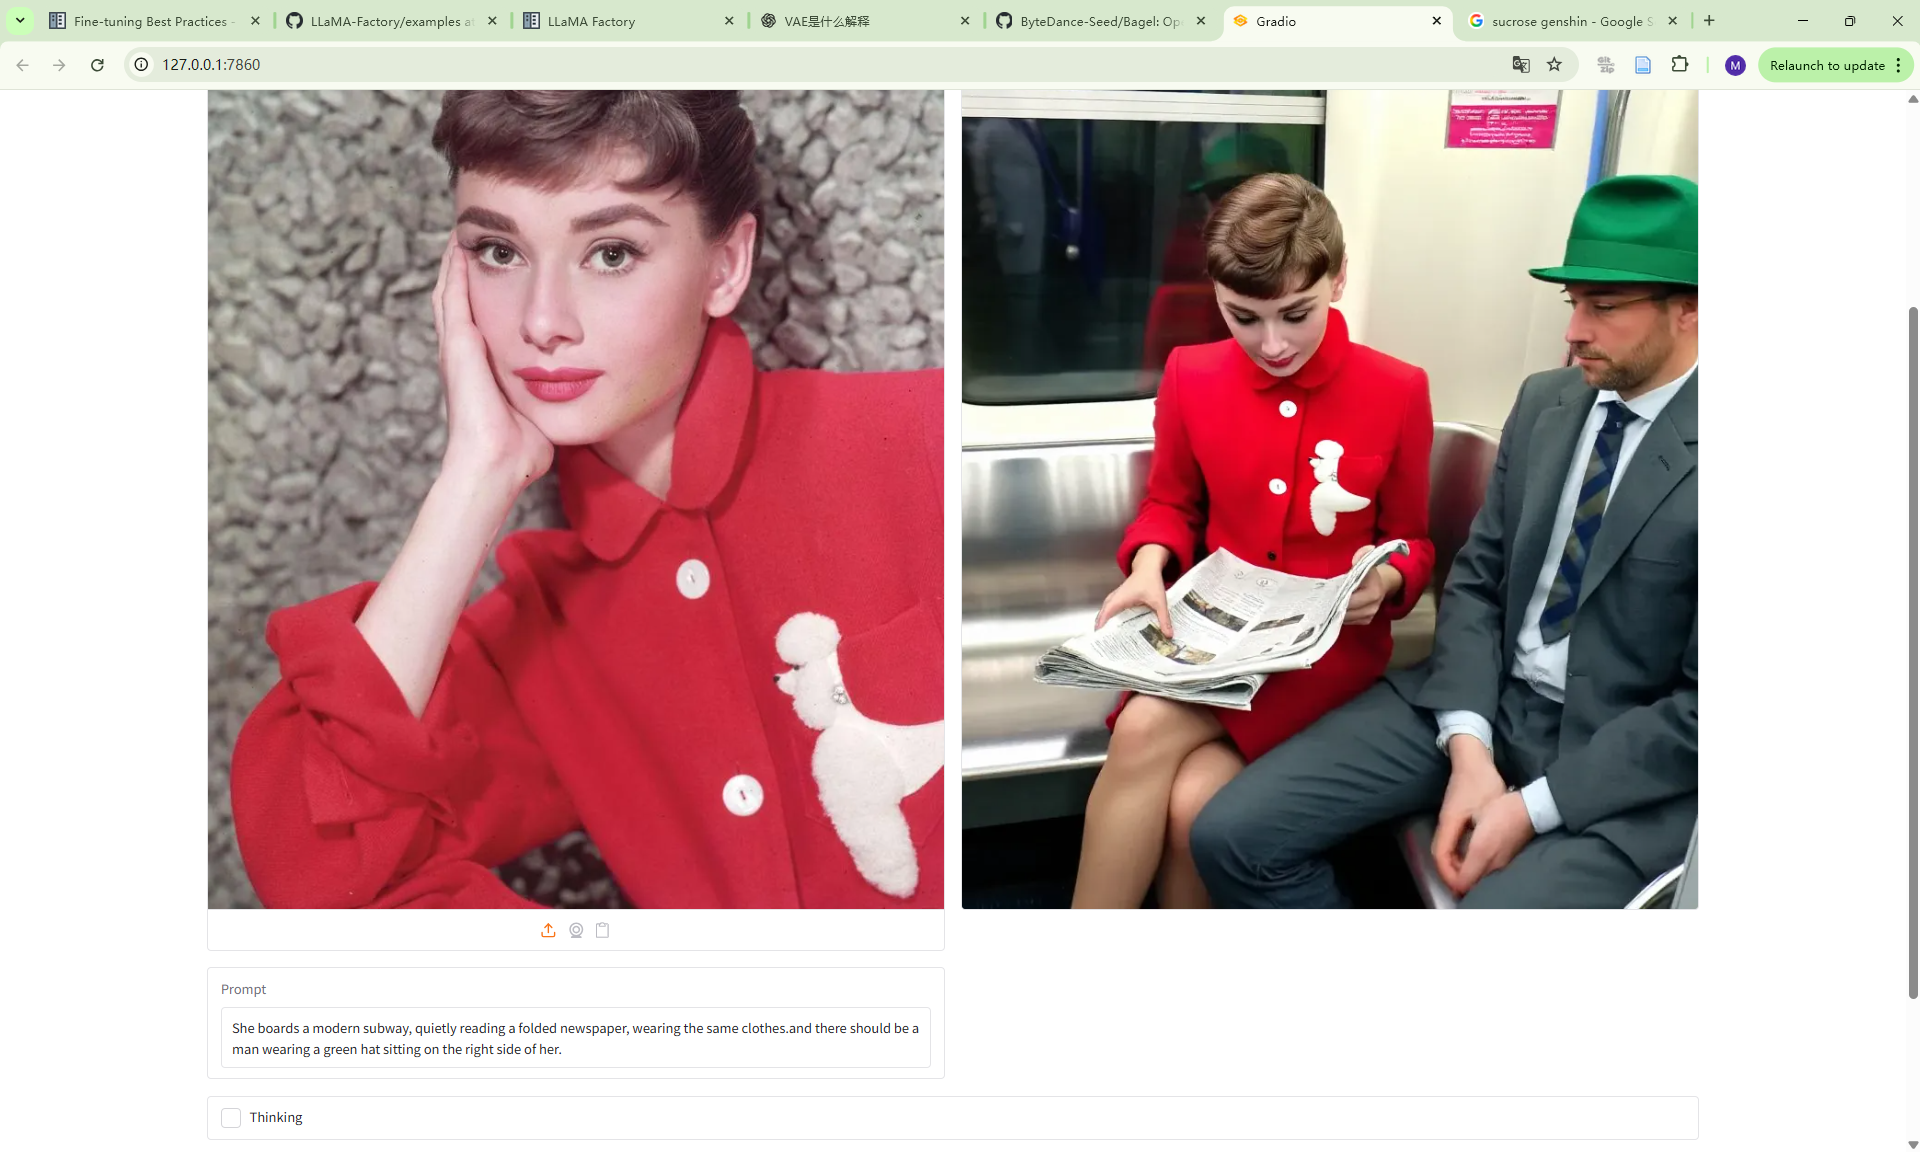 Fine-tuning Best Practices -
LLaMA-Factory/examples a
LLaMA Factory
VAE是什么解释
ByteDance-Seed/Bagel: Op
Gradio
sucrose genshin - Google S
127.0.0.1:7860
Git
Zip
M
Relaunch to update
Prompt
She boards a modern subway, quietly reading a folded newspaper, wearing the same clothes.and there should be a
man wearing a green hat sitting on the right side of her.
Thinking